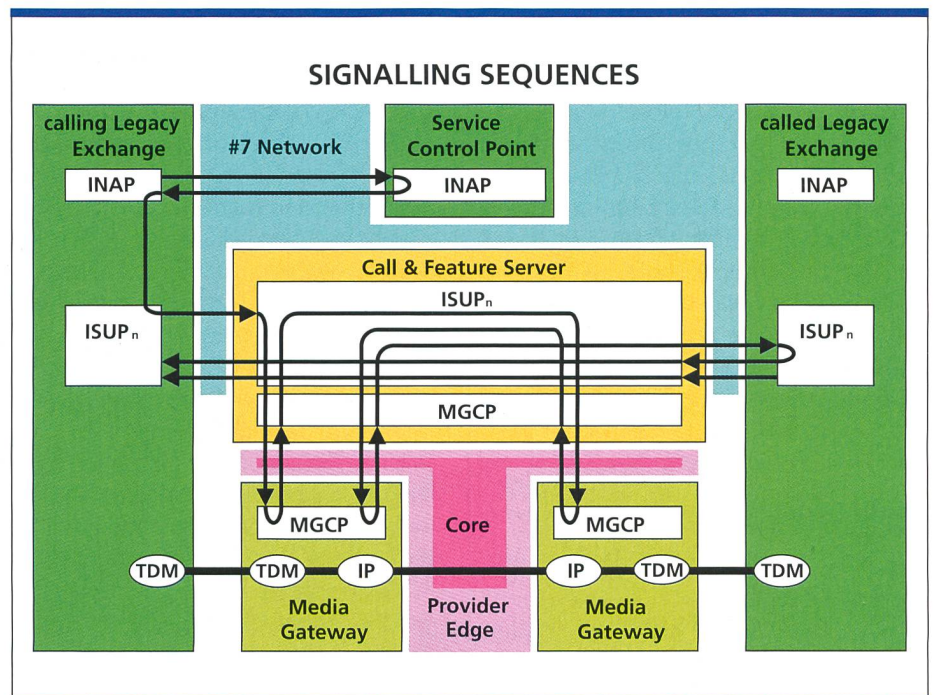 SIGNALLING SEQUENCES
calling Legacy
Exchange
INAP
ISUPn
#7 Network
Service
Control Point
INAP
called Legacy
Exchange
INAP
ISUPn
Call & Feature Server
ISUPn
MGCP
MGCP
Core
MGCP
TDM
TDM
IP
IP
TDM
TDM
Media
Gateway
Provider
Edge
Media
Gateway